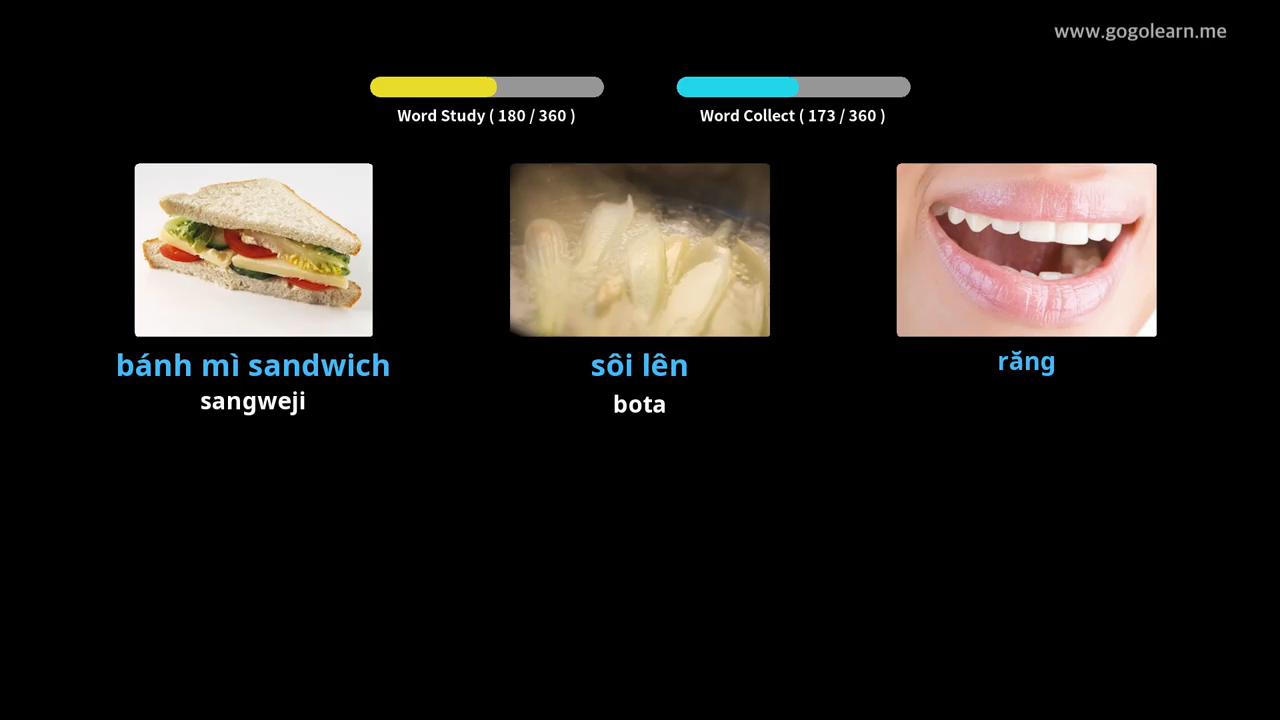 www.gogolearn.me
Word Study ( 180 / 360 )
Word Collect ( 173 / 360 )
bánh mì sandwich
sangweji
sôi lên
bota
răng